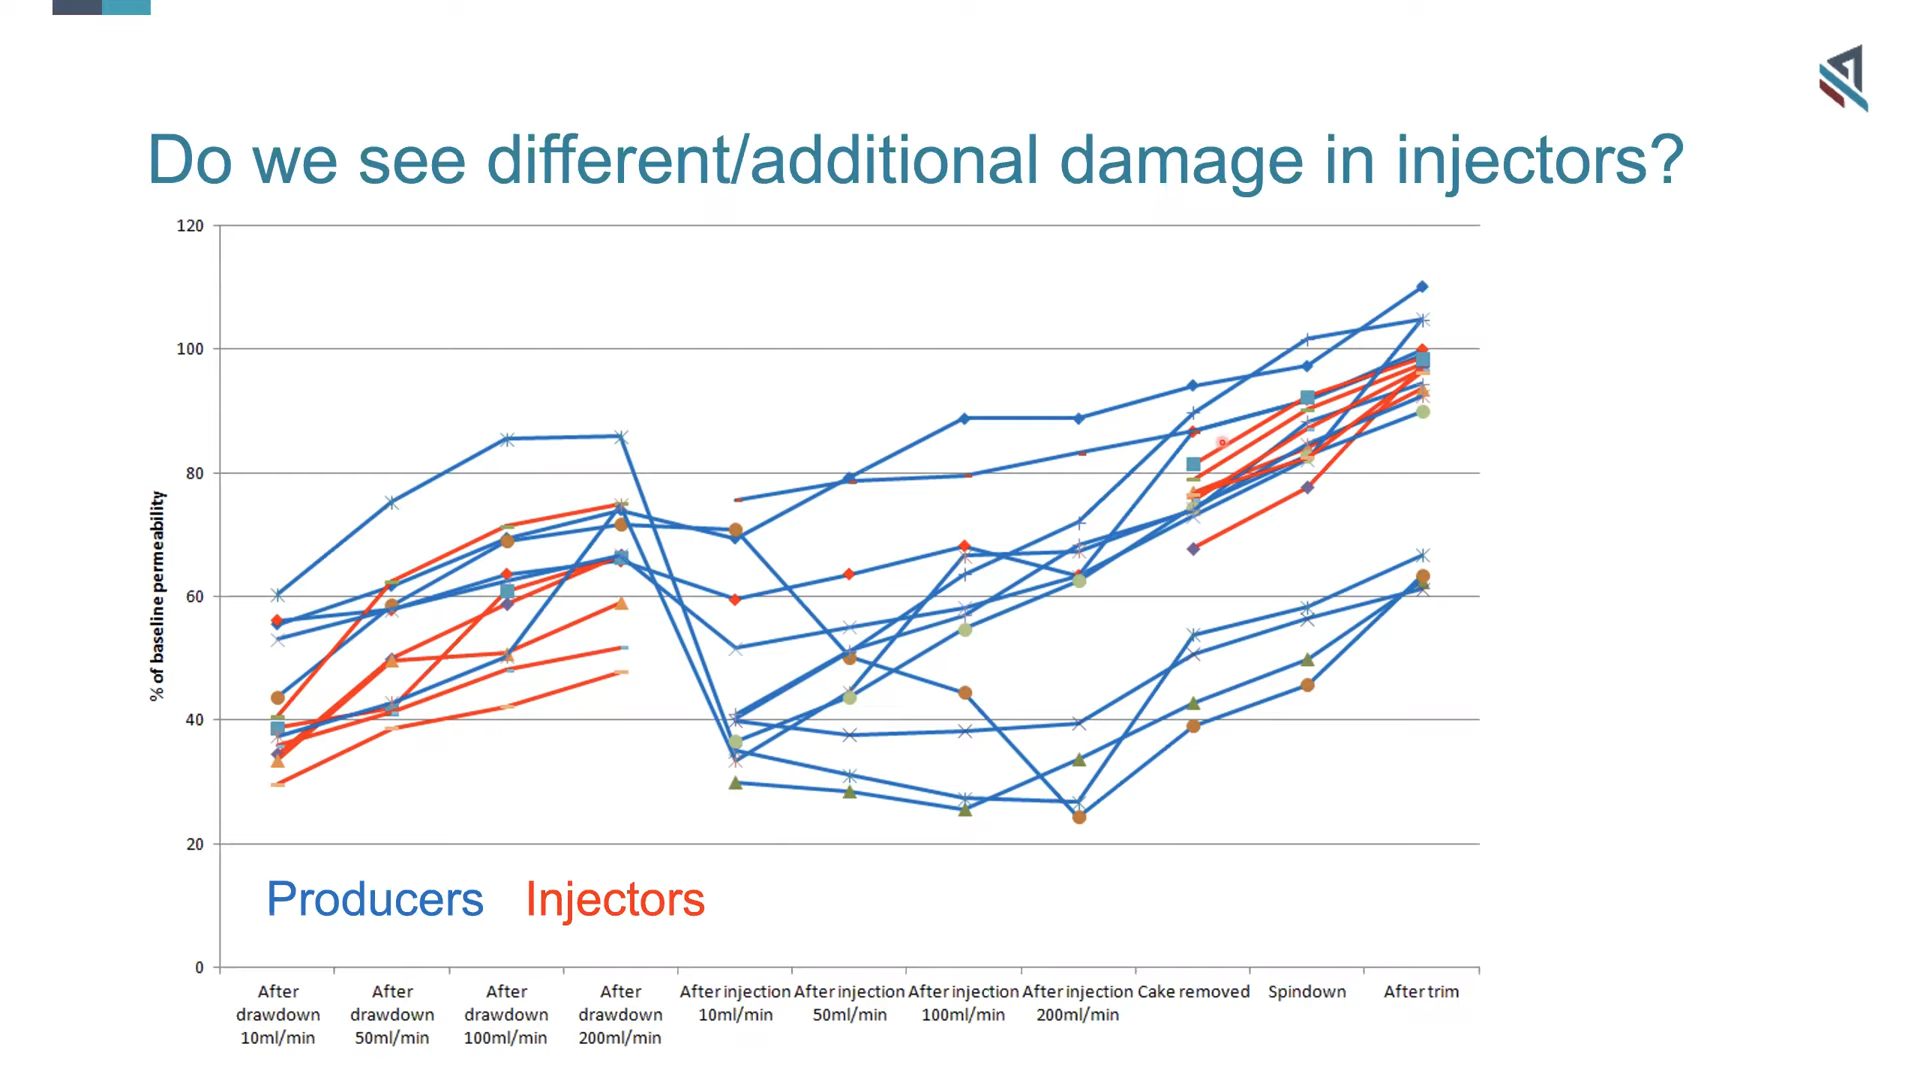 Do we see different/additional damage in injectors?
120
100
80
60
40
20
0
% of baseline permeability
Producers Injectors
After drawdown 10ml/min
After drawdown 50ml/min
After drawdown 100ml/min
After drawdown 200ml/min
After injection 10ml/min
After injection 50ml/min
After injection 100ml/min
After injection 200ml/min
Cake removed
Spindown
After trim